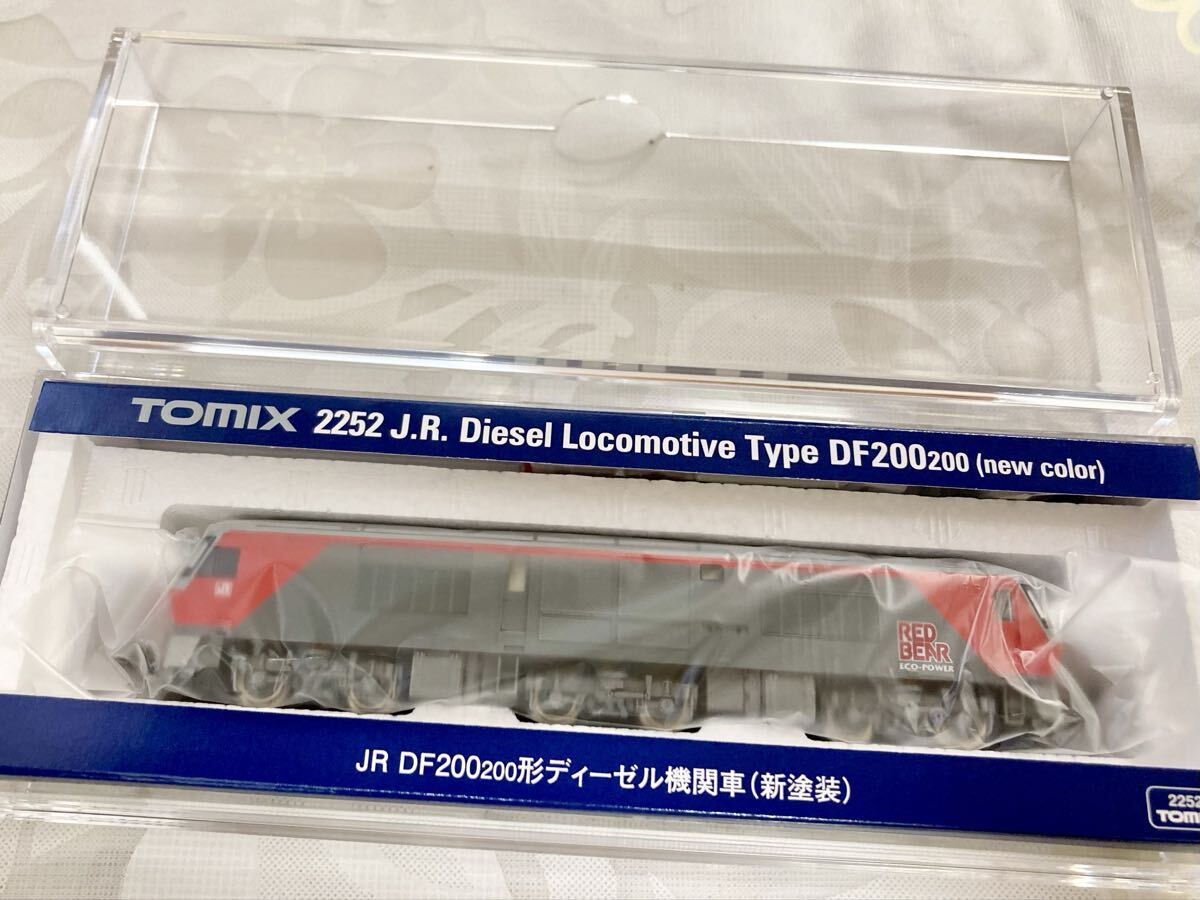 TOMIX 2252 J.R. Diesel Locomotive Type DF200200 (new color)
JR
RED
BEAR
ECO-POWER
JR DF200200形ディーゼル機関車(新塗装)
2252